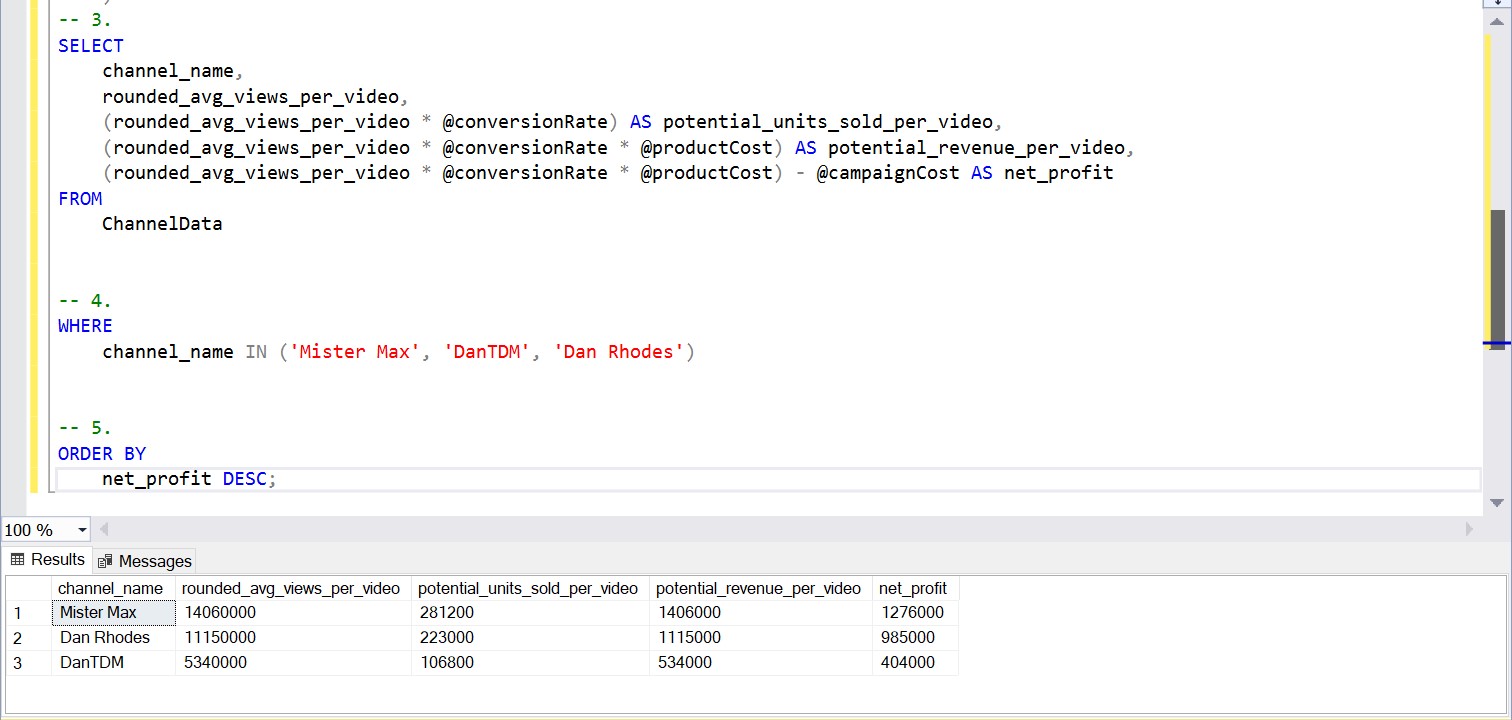 -- 3.
SELECT
channel_name,
rounded_avg_views_per_video,
(rounded_avg_views_per_video * @conversionRate) AS potential_units_sold_per_video,
(rounded_avg_views_per_video * @conversionRate * @productCost) AS potential_revenue_per_video,
(rounded_avg_views_per_video * @conversionRate * @productCost) - @campaignCost AS net_profit
FROM
ChannelData
-- 4.
WHERE
channel_name IN ('Mister Max', 'DanTDM', 'Dan Rhodes')
-- 5.
ORDER BY
net_profit DESC;
100 %
Results Messages
channel_name rounded_avg_views_per_video potential_units_sold_per_video potential_revenue_per_video net_profit
1 Mister Max 14060000 281200 1406000 1276000
2 Dan Rhodes 11150000 223000 1115000 985000
3 DanTDM 5340000 106800 534000 404000